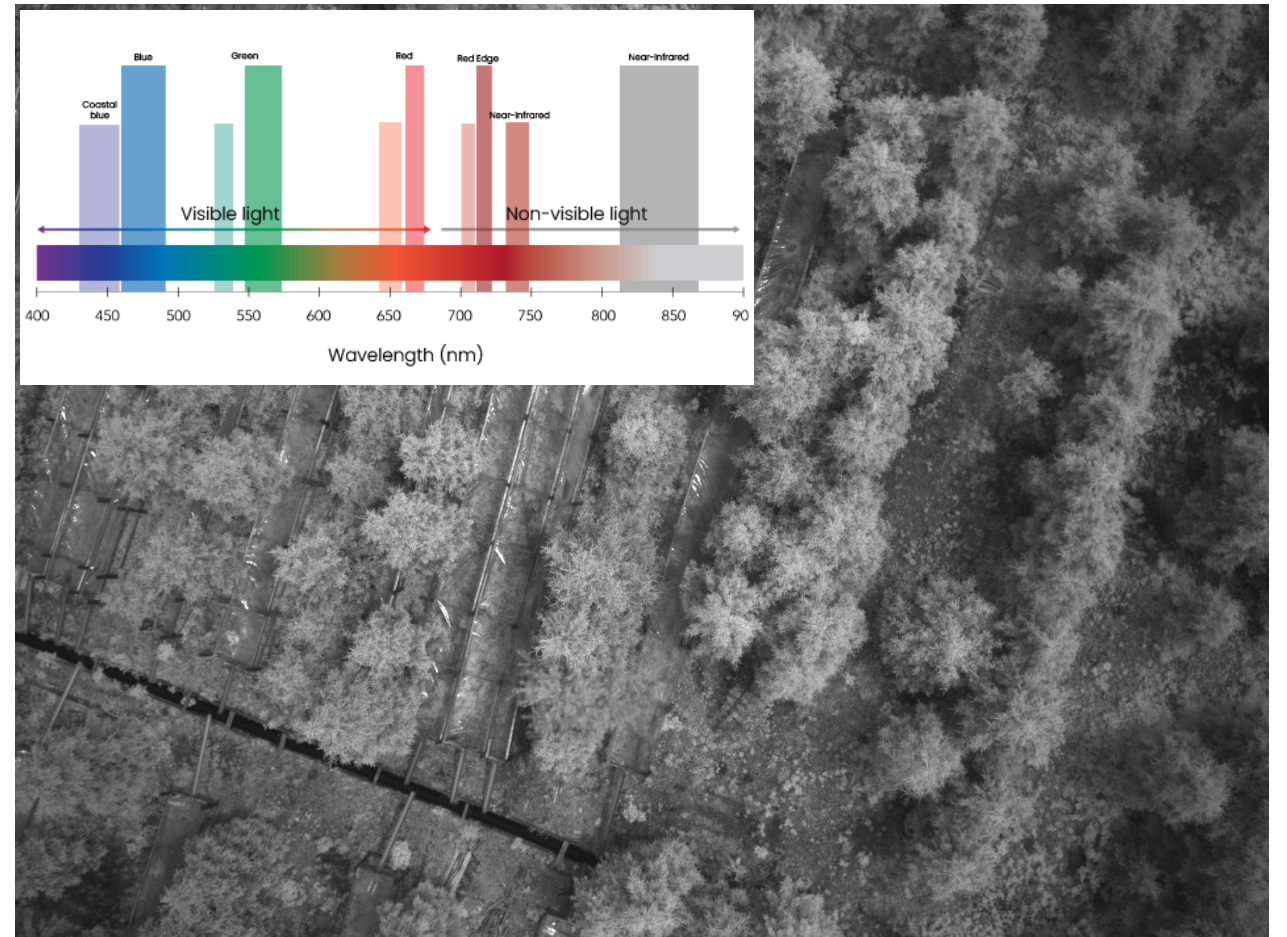 Blue
Green
Red
Red Edge
Near-Infrared
Coastal
blue
Near-Infrared
Visible light
Non-visible light
400 450 500 550 600 650 700 750 800 850 90
Wavelength (nm)